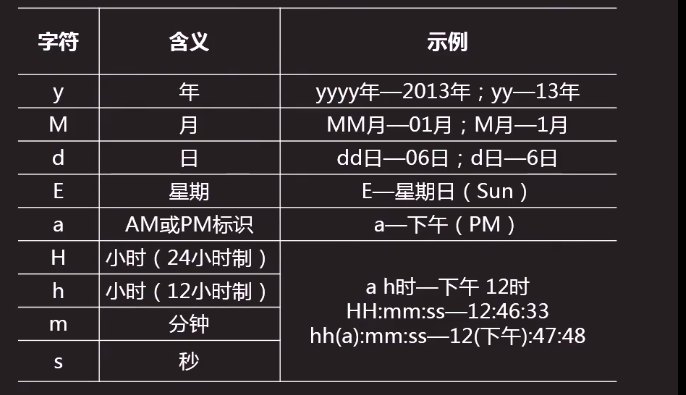 字符 含义 示例
y 年 yyyy年—2013年；yy—13年
M 月 MM月—01月；M月—1月
d 日 dd日—06日；d日—6日
E 星期 E—星期日（Sun）
a AM或PM标识 a—下午（PM）
H 小时（24小时制）
h 小时（12小时制）
m 分钟
s 秒
a h时—下午 12时
HH:mm:ss—12:46:33
hh(a):mm:ss—12(下午):47:48